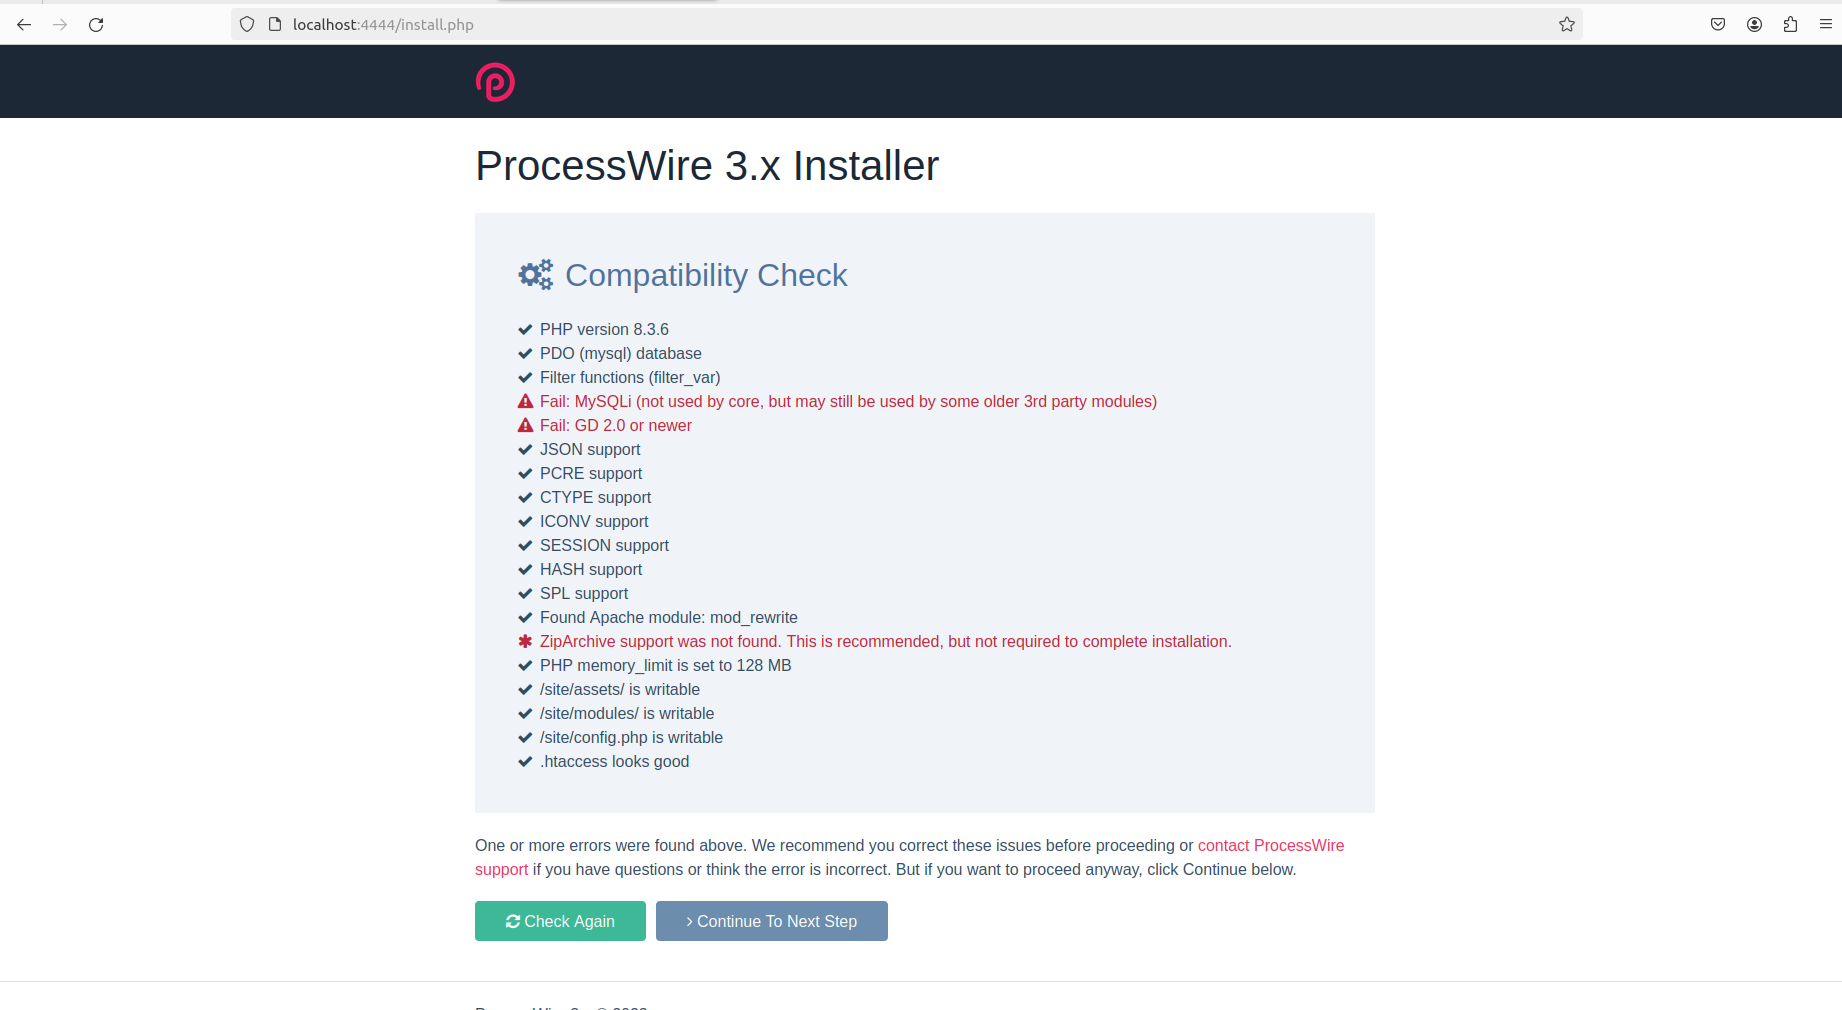 localhost:4444/install.php
ProcessWire 3.x Installer
Compatibility Check
PHP version 8.3.6
PDO (mysql) database
Filter functions (filter_var)
Fail: MySQLi (not used by core, but may still be used by some older 3rd party modules)
Fail: GD 2.0 or newer
JSON support
PCRE support
CTYPE support
ICONV support
SESSION support
HASH support
SPL support
Found Apache module: mod_rewrite
ZipArchive support was not found. This is recommended, but not required to complete installation.
PHP memory_limit is set to 128 MB
/site/assets/ is writable
/site/modules/ is writable
/site/config.php is writable
.htaccess looks good
One or more errors were found above. We recommend you correct these issues before proceeding or contact ProcessWire
support if you have questions or think the error is incorrect. But if you want to proceed anyway, click Continue below.
Check Again
Continue To Next Step